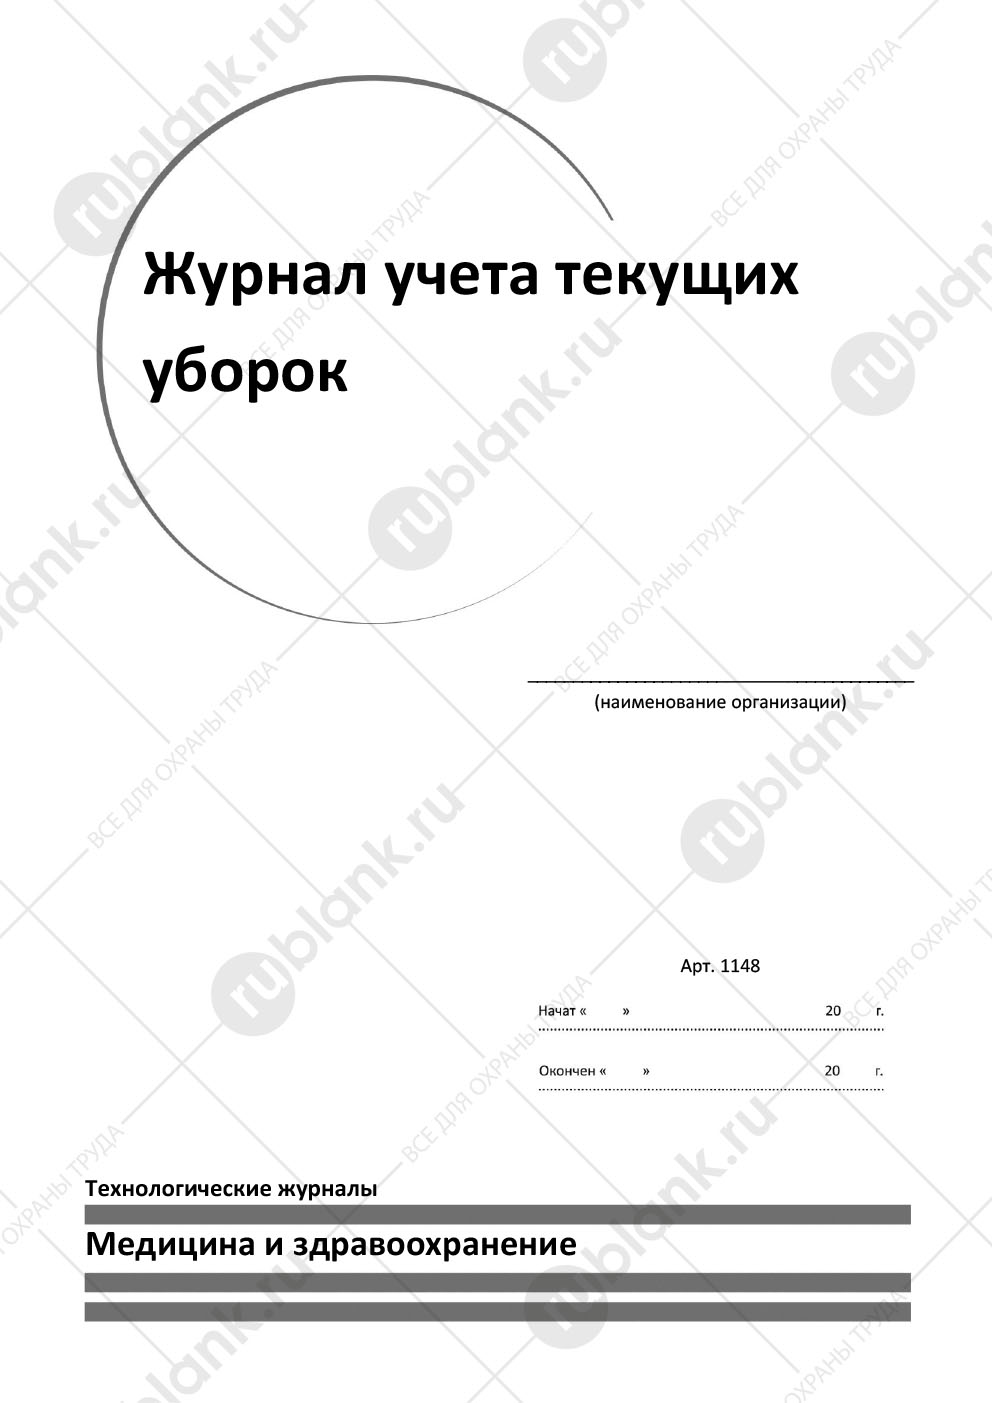 Журнал учета текущих
уборок
(наименование организации)
Арт. 1148
Начат « » 20 г.
Окончен « » 20 г.
Технологические журналы
Медицина и здравоохранение
rublank.ru
ВСЕ ДЛЯ ОХРАНЫ ТРУДА